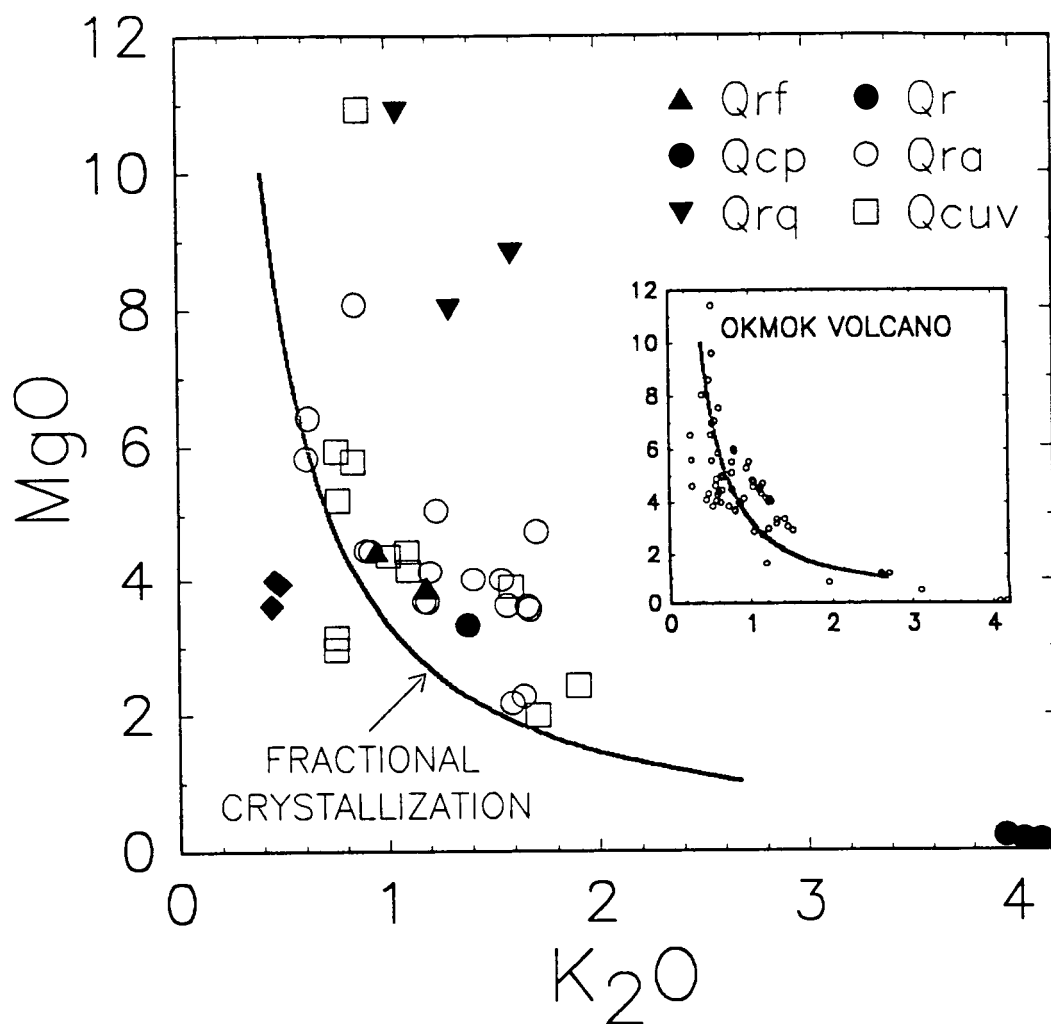 12
10
8
6
4
2
0
MgO
0 1 2 3 4
K2O
Qrf Qr
Qcp Qra
Qrq Qcuv
FRACTIONAL
CRYSTALLIZATION
OKMOK VOLCANO
12
10
8
6
4
2
0
0 1 2 3 4